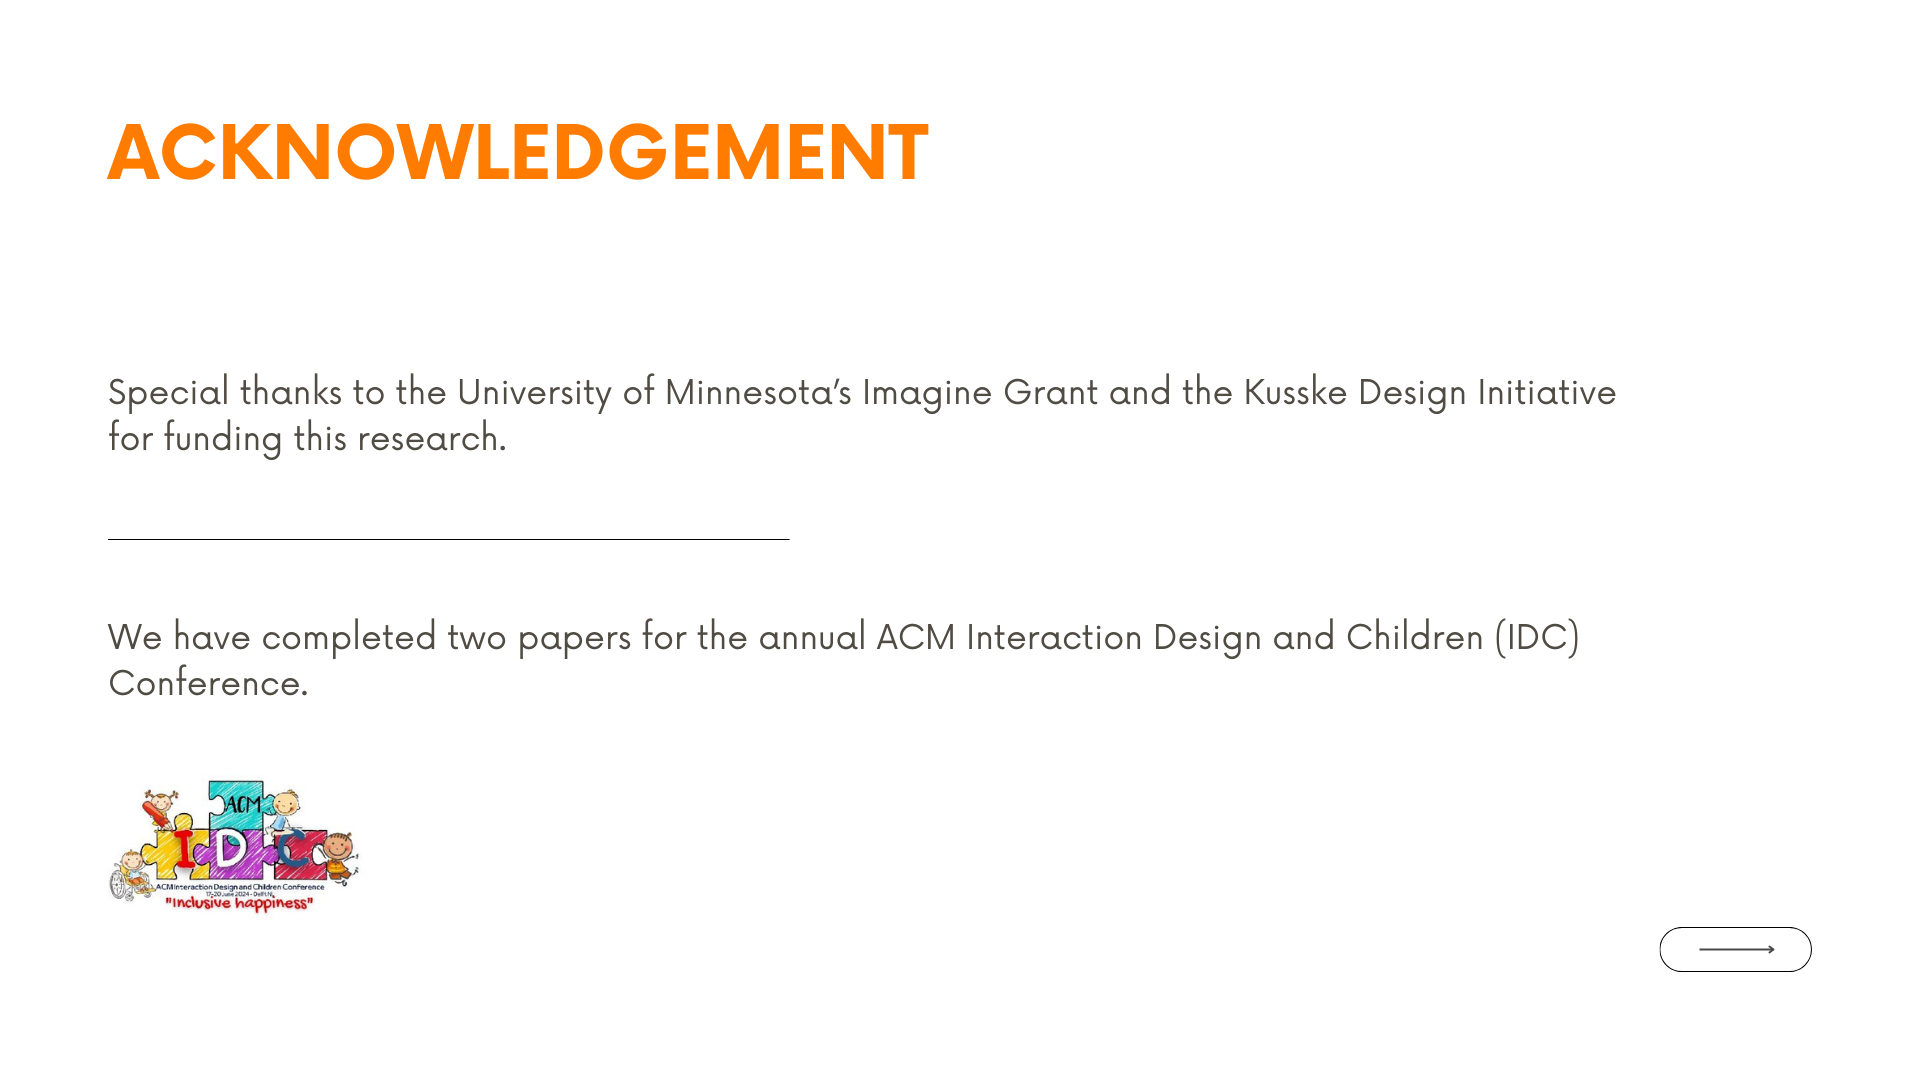 ACKNOWLEDGEMENT
Special thanks to the University of Minnesota’s Imagine Grant and the Kusske Design Initiative
for funding this research.
We have completed two papers for the annual ACM Interaction Design and Children (IDC)
Conference.
ACM
I D C
ACM Interaction Design and Children Conference
17-20 June 2024 - Delft NL
"Inclusive happiness"